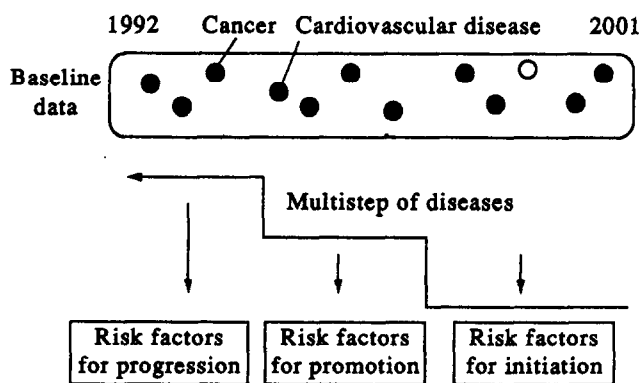 1992 Cancer Cardiovascular disease 2001
Baseline
data
Multistep of diseases
Risk factors
for progression
Risk factors
for promotion
Risk factors
for initiation